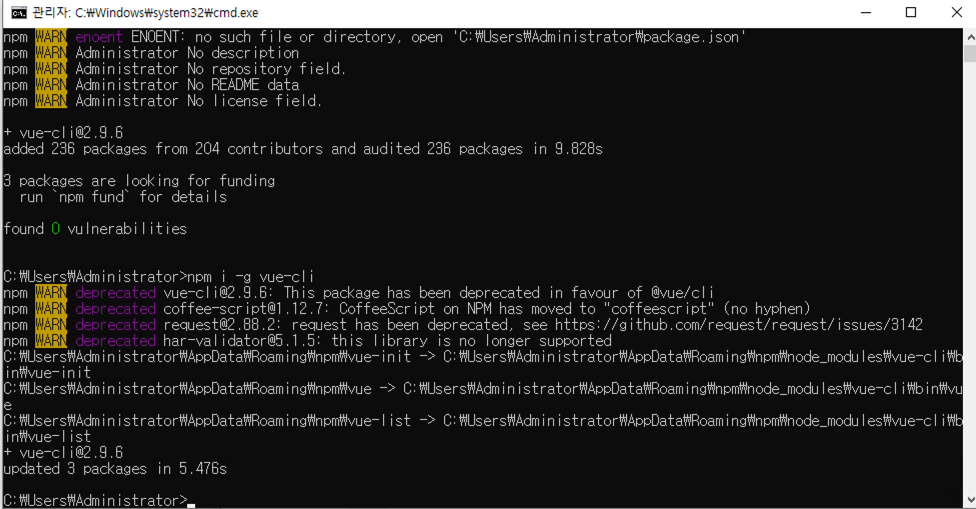 관리자: C:₩Windows₩system32₩cmd.exe
npm WARN enoent ENOENT: no such file or directory, open 'C:₩Users₩Administrator₩package.json'
npm WARN Administrator No description
npm WARN Administrator No repository field.
npm WARN Administrator No README data
npm WARN Administrator No license field.
+ vue-cli@2.9.6
added 236 packages from 204 contributors and audited 236 packages in 9.828s
3 packages are looking for funding
  run `npm fund` for details
found 0 vulnerabilities
C:₩Users₩Administrator>npm i -g vue-cli
npm WARN deprecated vue-cli@2.9.6: This package has been deprecated in favour of @vue/cli
npm WARN deprecated coffee-script@1.12.7: CoffeeScript on NPM has moved to "coffeescript" (no hyphen)
npm WARN deprecated request@2.88.2: request has been deprecated, see https://github.com/request/request/issues/3142
npm WARN deprecated har-validator@5.1.5: this library is no longer supported
C:₩Users₩Administrator₩AppData₩Roaming₩npm₩vue-init -> C:₩Users₩Administrator₩AppData₩Roaming₩npm₩node_modules₩vue-cli₩b
in₩vue-init
C:₩Users₩Administrator₩AppData₩Roaming₩npm₩vue -> C:₩Users₩Administrator₩AppData₩Roaming₩npm₩node_modules₩vue-cli₩bin₩vu
e
C:₩Users₩Administrator₩AppData₩Roaming₩npm₩vue-list -> C:₩Users₩Administrator₩AppData₩Roaming₩npm₩node_modules₩vue-cli₩b
in₩vue-list
+ vue-cli@2.9.6
updated 3 packages in 5.476s
C:₩Users₩Administrator>